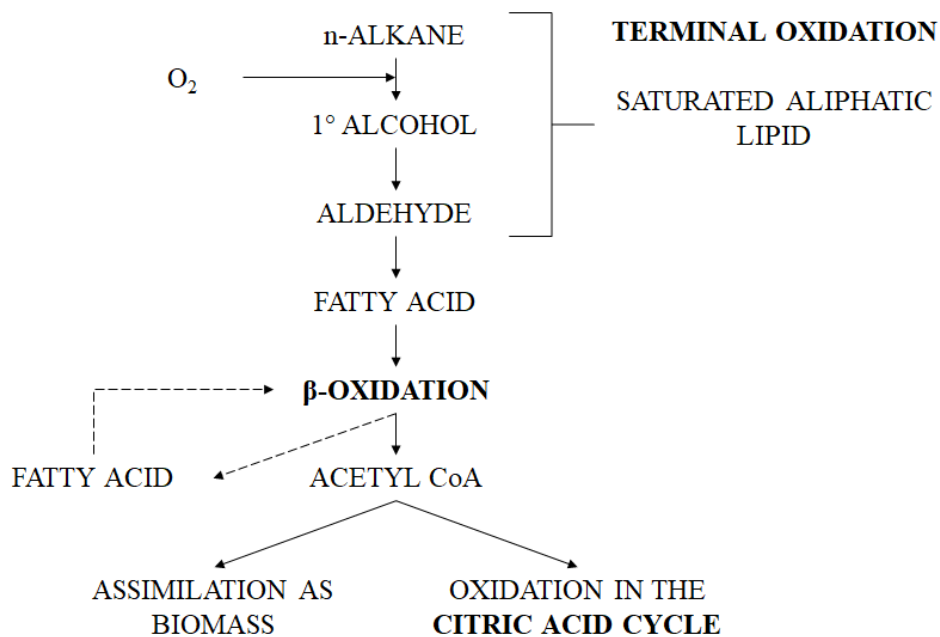 n-ALKANE
TERMINAL OXIDATION
O₂
SATURATED ALIPHATIC
LIPID
1° ALCOHOL
ALDEHYDE
FATTY ACID
β-OXIDATION
FATTY ACID
ACETYL CoA
ASSIMILATION AS
BIOMASS
OXIDATION IN THE
CITRIC ACID CYCLE